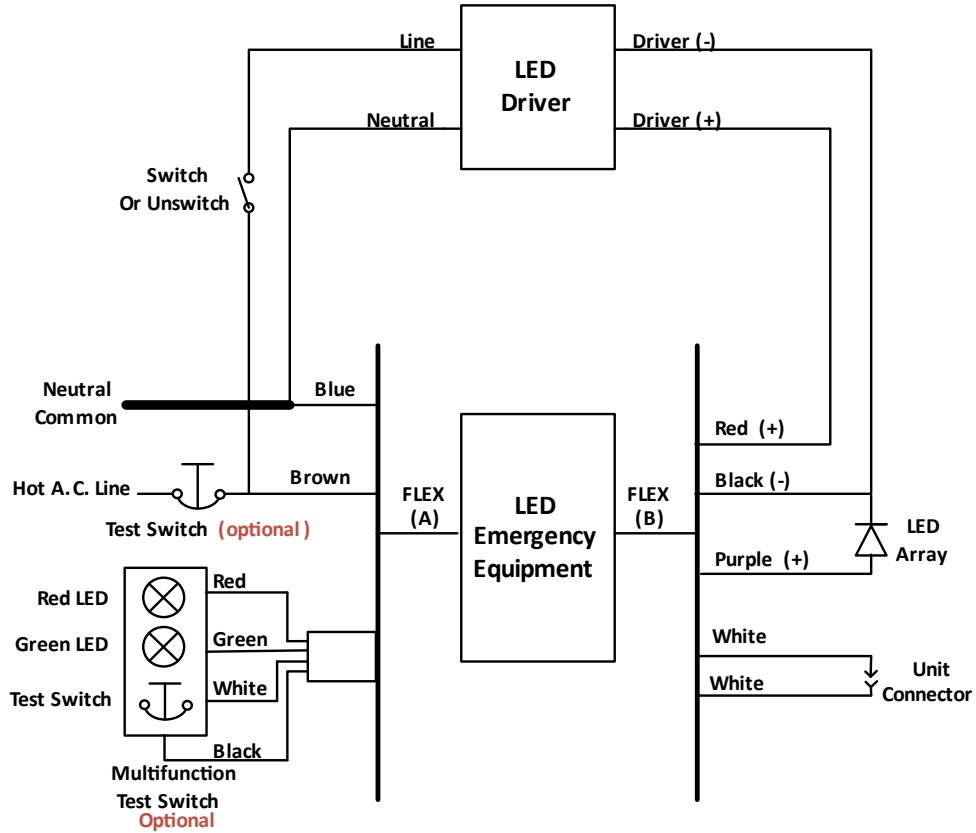 Line
LED
Driver
Driver (-)
Neutral
Driver (+)
Switch
Or Unswitch
Neutral
Common
Blue
Red (+)
Hot A.C. Line
Brown
Black (-)
Test Switch (optional )
FLEX
(A)
LED
Emergency
Equipment
FLEX
(B)
LED
Array
Purple (+)
Red LED
Red
Green LED
Green
White
Test Switch
White
White
Unit
Connector
Black
Multifunction
Test Switch
Optional